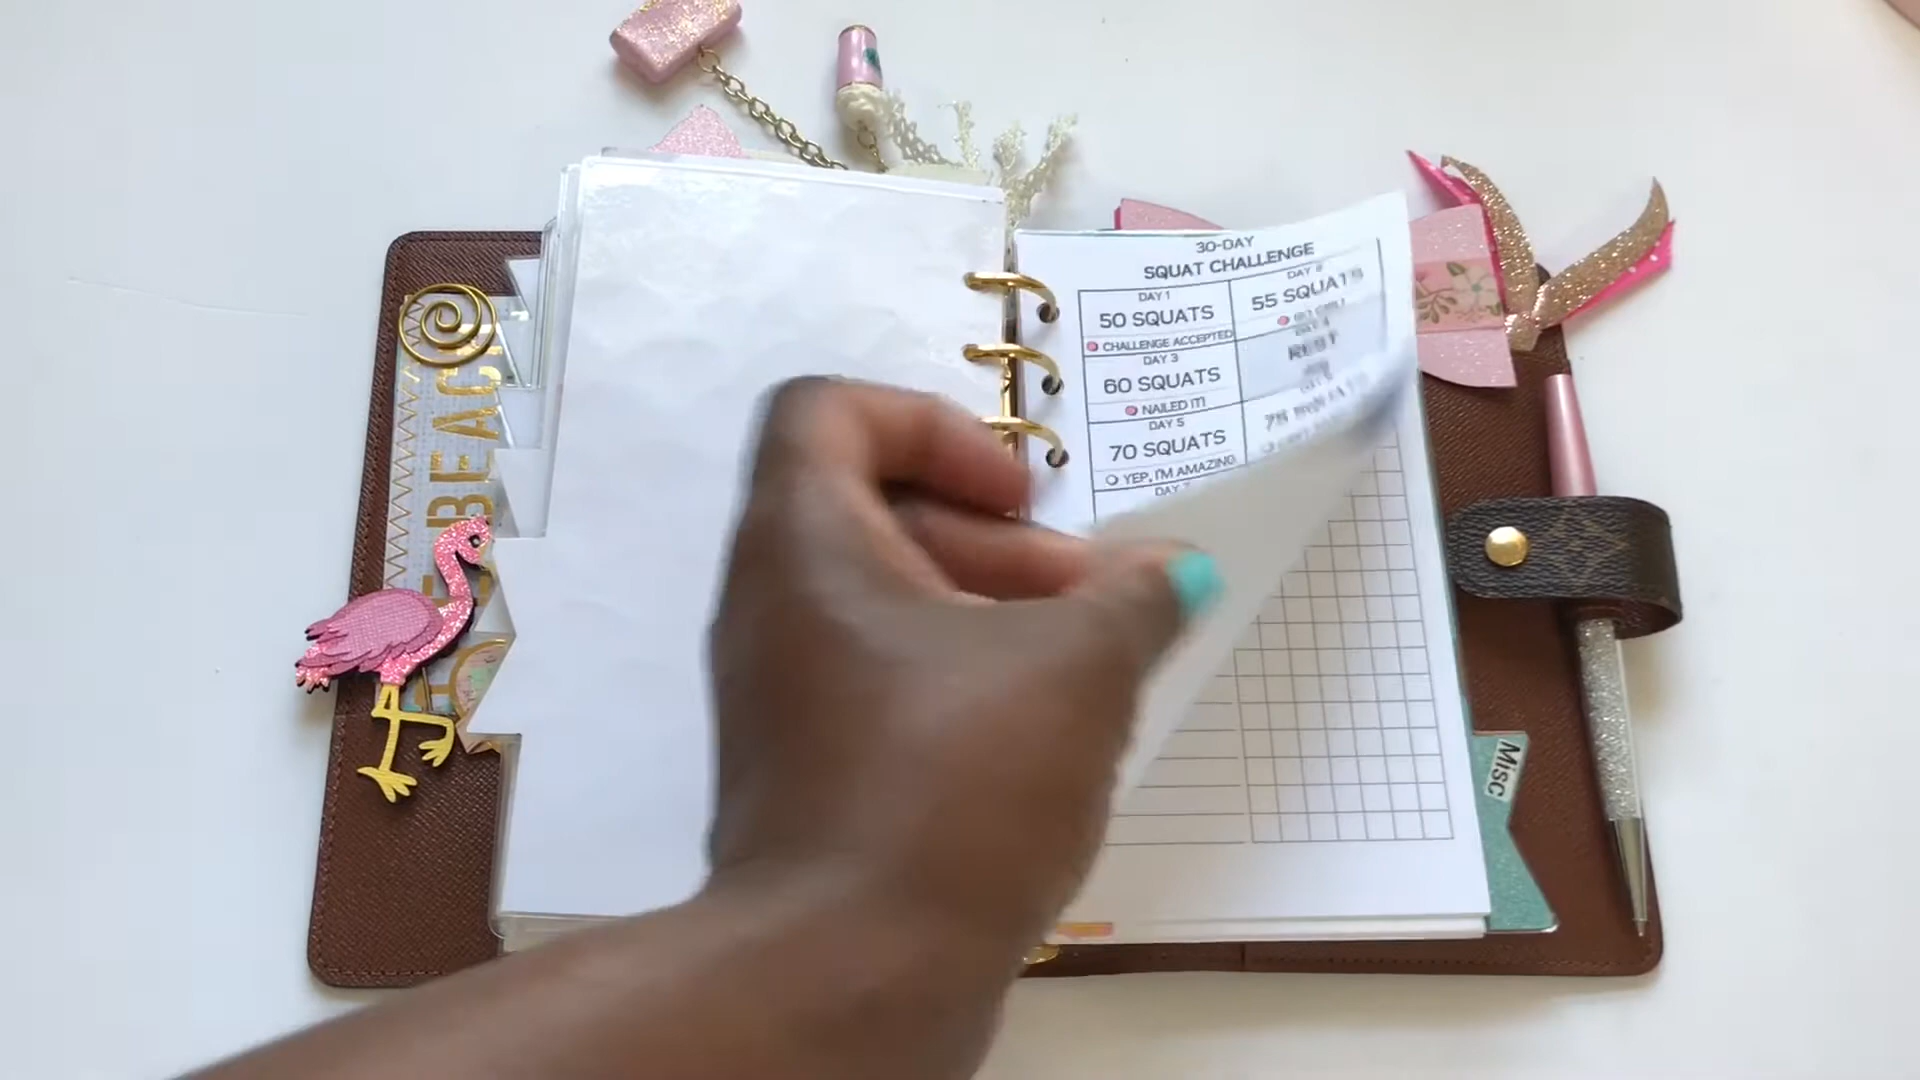 BEACH
30-DAY
SQUAT CHALLENGE
DAY 1
50 SQUATS
CHALLENGE ACCEPTED
55 SQUATS
DAY 3
60 SQUATS
NAILED IT!
REST
DAY 5
70 SQUATS
YEP, I'M AMAZING
DAY 7
Misc